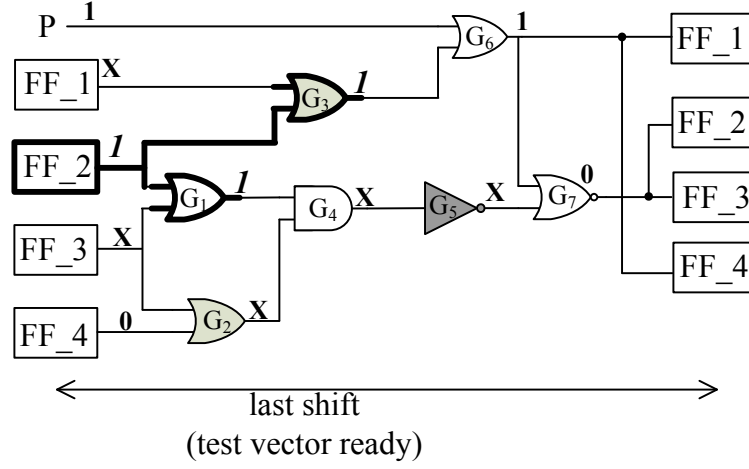 P 1 G6 1 FF_1
FF_1 X G3 1
FF_2 1 FF_2
G1 1 G4 X G5 X G7 0 FF_3
FF_3 X
FF_4 0 G2 X FF_4
last shift
(test vector ready)